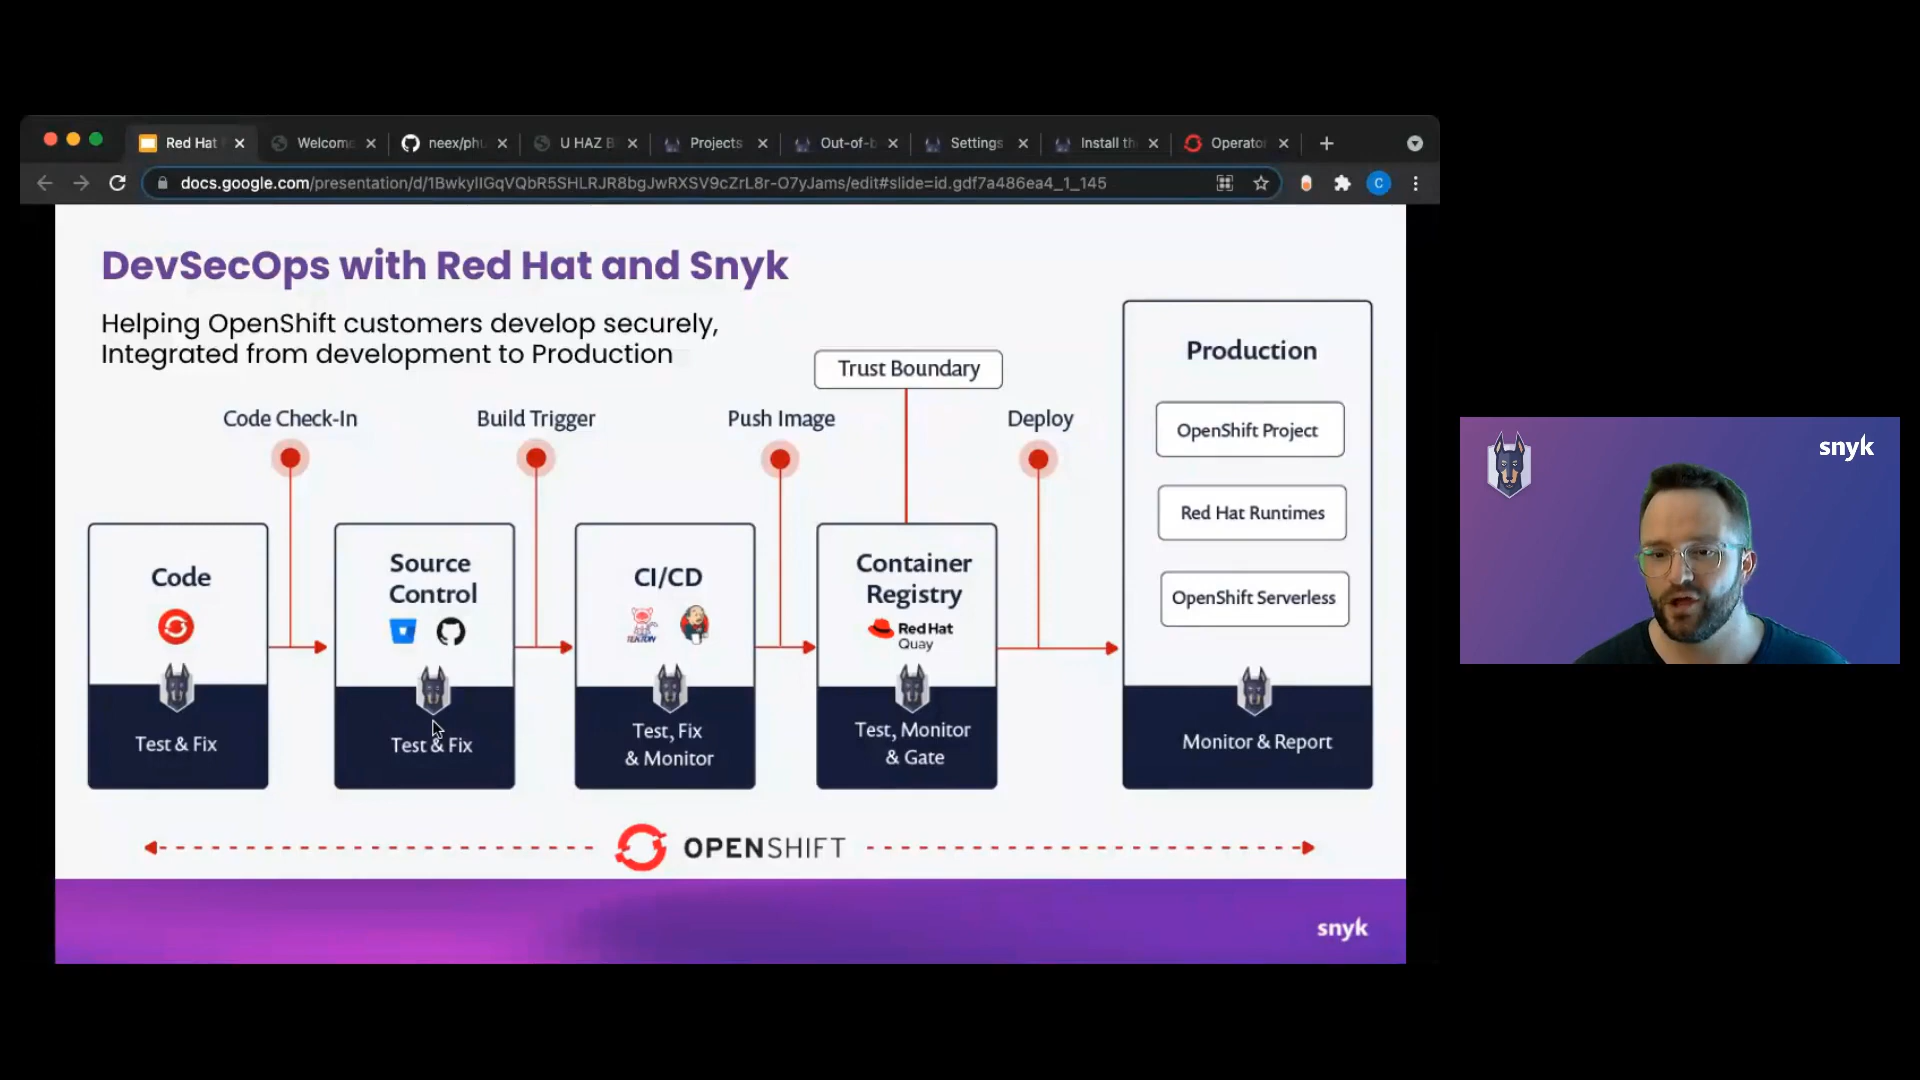 Red Hat
Welcome
neex/phu
U HAZ B
Projects
Out-of-b
Settings
Install th
Operator
docs.google.com/presentation/d/1BwkylIGqVQbR5SHLRJR8bgJwRXSV9cZrL8r-O7yJams/edit#slide=id.gdf7a486ea4_1_145
C
DevSecOps with Red Hat and Snyk
Helping OpenShift customers develop securely,
Integrated from development to Production
Trust Boundary
Code Check-In
Build Trigger
Push Image
Deploy
Code
Test & Fix
Source
Control
Test & Fix
CI/CD
TEKTON
Test, Fix
& Monitor
Container
Registry
Red Hat
Quay
Test, Monitor
& Gate
Production
OpenShift Project
Red Hat Runtimes
OpenShift Serverless
Monitor & Report
OPENSHIFT
snyk
snyk